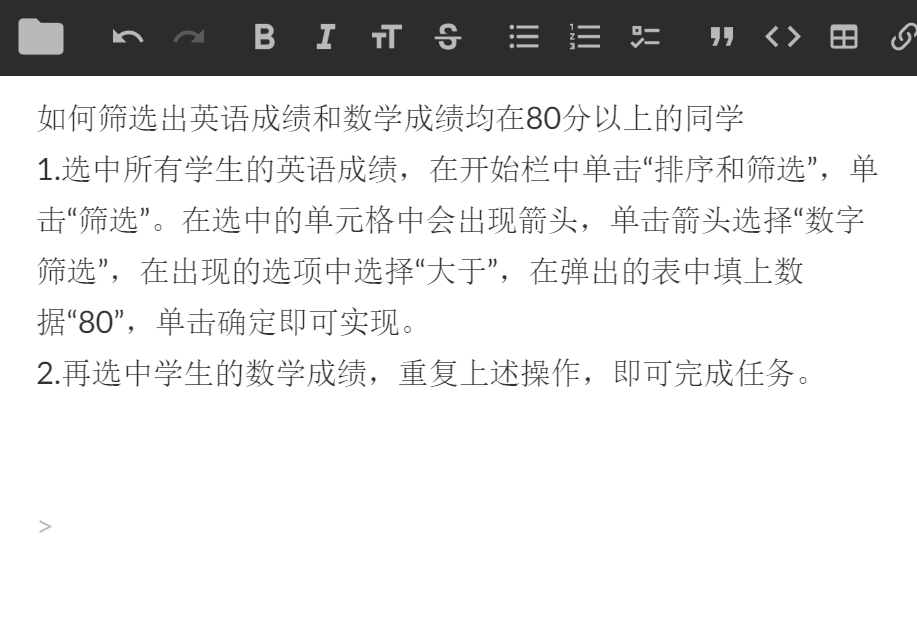 如何筛选出英语成绩和数学成绩均在80分以上的同学
1.选中所有学生的英语成绩，在开始栏中单击“排序和筛选”，单
击“筛选”。在选中的单元格中会出现箭头，单击箭头选择“数字
筛选”，在出现的选项中选择“大于”，在弹出的表中填上数
据“80”，单击确定即可实现。
2.再选中学生的数学成绩，重复上述操作，即可完成任务。
>